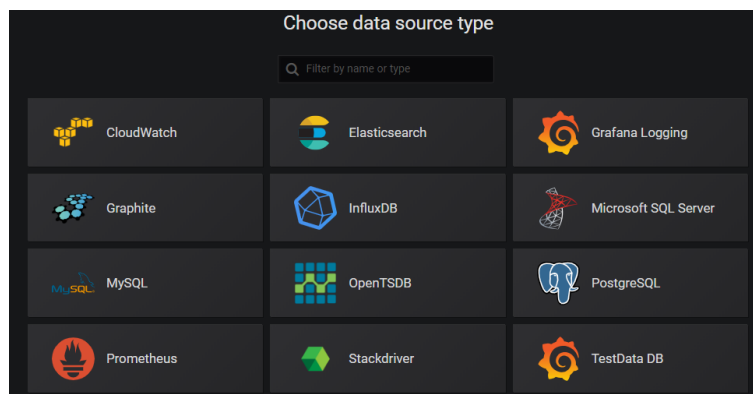 Choose data source type
Filter by name or type
CloudWatch
Elasticsearch
Grafana Logging
Graphite
InfluxDB
Microsoft SQL Server
MySQL
MySQL
OpenTSDB
PostgreSQL
Prometheus
Stackdriver
TestData DB